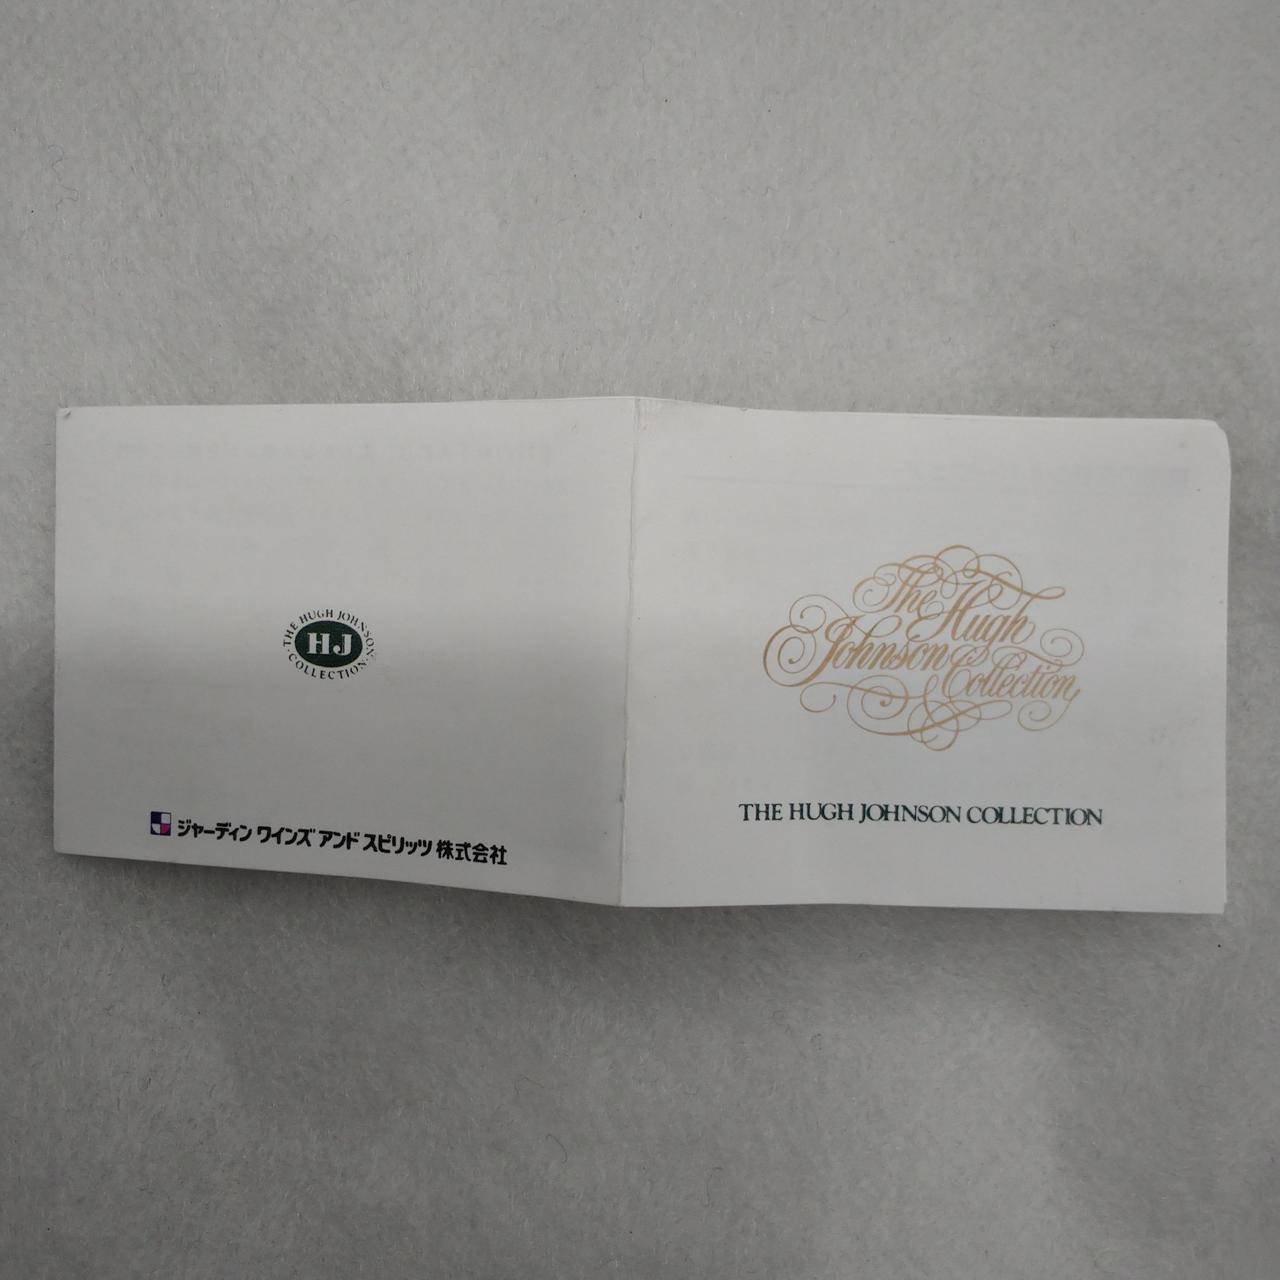 THE HUGH JOHNSON
HJ
COLLECTION
ジャーディン ワインズ アンド スピリッツ 株式会社
The Hugh
Johnson
Collection
THE HUGH JOHNSON COLLECTION